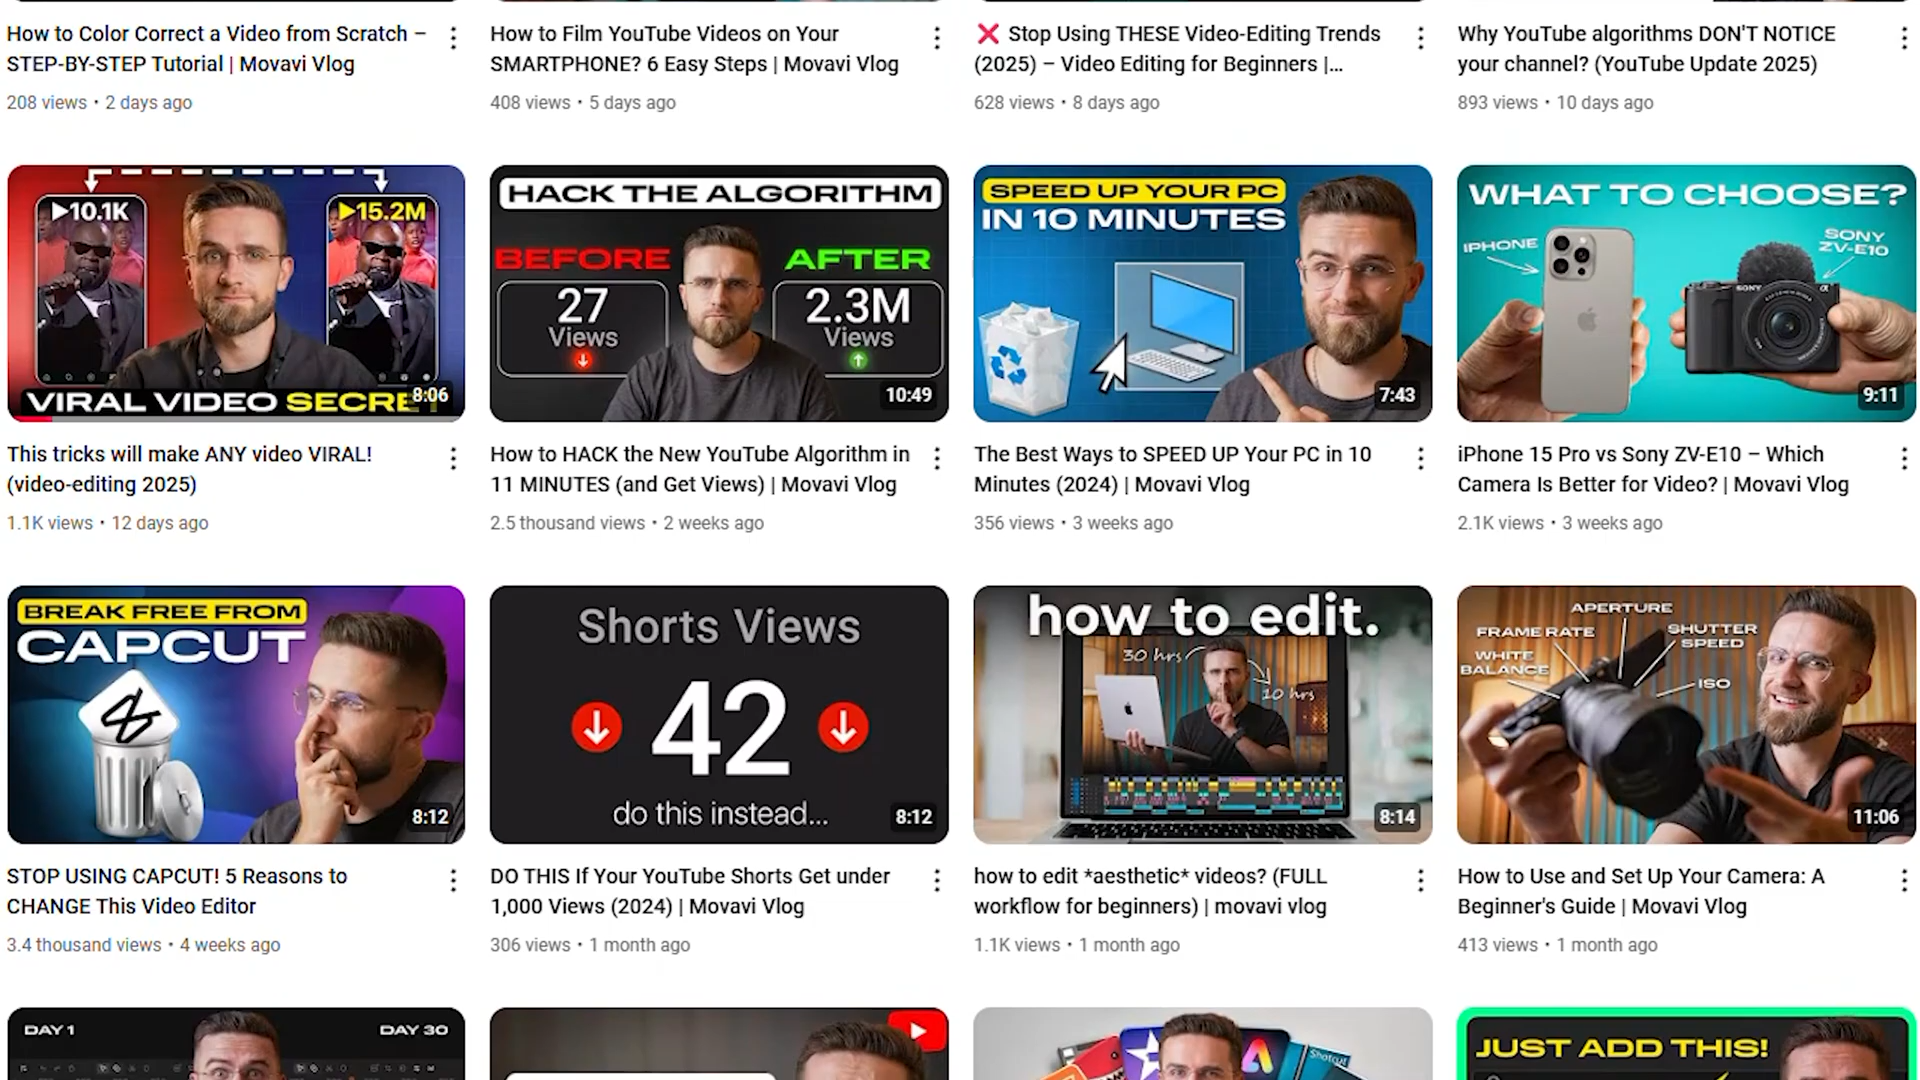 How to Color Correct a Video from Scratch –
STEP-BY-STEP Tutorial | Movavi Vlog
208 views • 2 days ago
How to Film YouTube Videos on Your
SMARTPHONE? 6 Easy Steps | Movavi Vlog
408 views • 5 days ago
❌ Stop Using THESE Video-Editing Trends
(2025) – Video Editing for Beginners |...
628 views • 8 days ago
Why YouTube algorithms DON'T NOTICE
your channel? (YouTube Update 2025)
893 views • 10 days ago
▶10.1K
▶15.2M
VIRAL VIDEO SECRET
8:06
This tricks will make ANY video VIRAL!
(video-editing 2025)
1.1K views • 12 days ago
HACK THE ALGORITHM
BEFORE
AFTER
27
Views
2.3M
Views
10:49
How to HACK the New YouTube Algorithm in
11 MINUTES (and Get Views) | Movavi Vlog
2.5 thousand views • 2 weeks ago
SPEED UP YOUR PC
IN 10 MINUTES
7:43
The Best Ways to SPEED UP Your PC in 10
Minutes (2024) | Movavi Vlog
356 views • 3 weeks ago
WHAT TO CHOOSE?
IPHONE
SONY
ZV-E10
SONY
9:11
iPhone 15 Pro vs Sony ZV-E10 – Which
Camera Is Better for Video? | Movavi Vlog
2.1K views • 3 weeks ago
BREAK FREE FROM
CAPCUT
8:12
STOP USING CAPCUT! 5 Reasons to
CHANGE This Video Editor
3.4 thousand views • 4 weeks ago
Shorts Views
42
do this instead...
8:12
DO THIS If Your YouTube Shorts Get under
1,000 Views (2024) | Movavi Vlog
306 views • 1 month ago
how to edit.
30 hrs
10 hrs
8:14
how to edit *aesthetic* videos? (FULL
workflow for beginners) | movavi vlog
1.1K views • 1 month ago
APERTURE
FRAME RATE
SHUTTER
SPEED
WHITE
BALANCE
ISO
11:06
How to Use and Set Up Your Camera: A
Beginner's Guide | Movavi Vlog
413 views • 1 month ago
DAY 1
DAY 30
Shotcut
JUST ADD THIS!